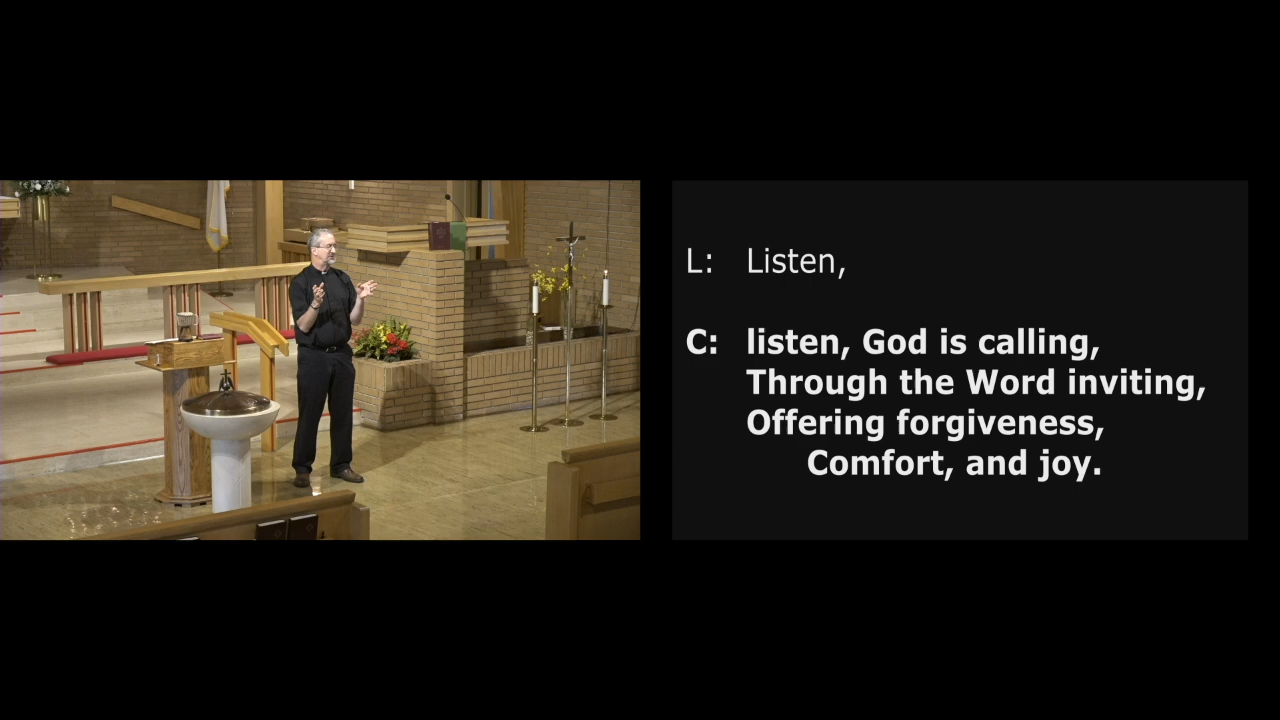 L: Listen,
C: listen, God is calling,
Through the Word inviting,
Offering forgiveness,
Comfort, and joy.